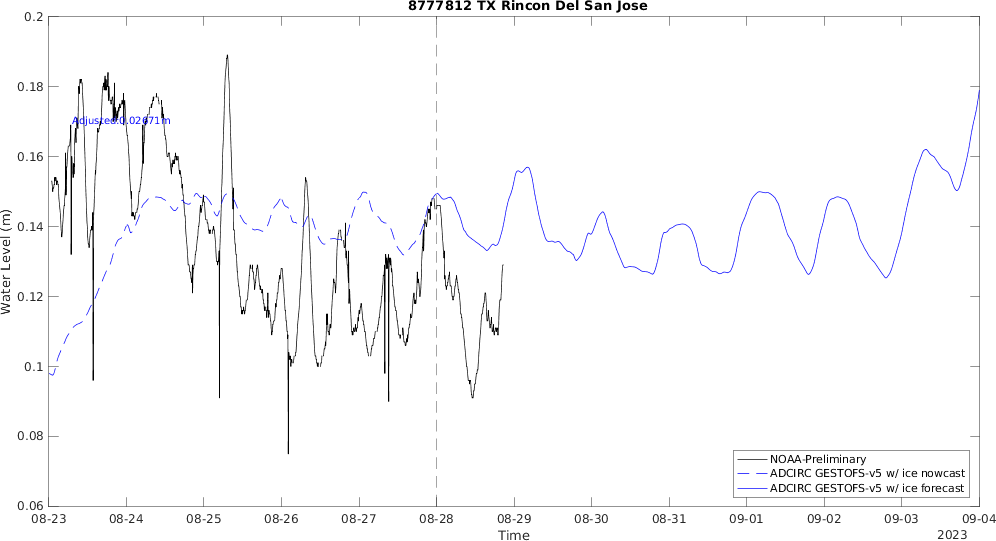 8777812 TX Rincon Del San Jose
0.2
0.18
0.16
0.14
0.12
0.1
0.08
0.06
Water Level (m)
Adjusted:0.02671m
NOAA-Preliminary
ADCIRC GESTOFS-v5 w/ ice nowcast
ADCIRC GESTOFS-v5 w/ ice forecast
08-23 08-24 08-25 08-26 08-27 08-28 08-29 08-30 08-31 09-01 09-02 09-03 09-04
Time
2023